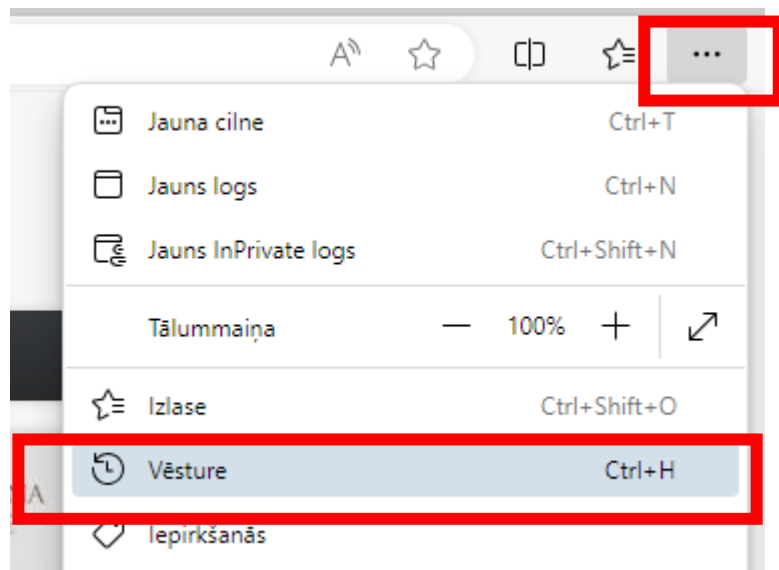 Jauna cilne Ctrl+T
Jauns logs Ctrl+N
Jauns InPrivate logs Ctrl+Shift+N
Tālummaiņa — 100% +
Izlase Ctrl+Shift+O
Vēsture Ctrl+H
Iepirkšanās